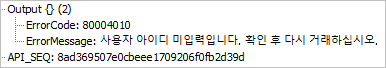 Output {} (2)
ErrorCode: 80004010
ErrorMessage: 사용자 아이디 미입력입니다. 확인 후 다시 거래하십시오.
API_SEQ: 8ad369507e0cbeee1709206f0fb2d39d